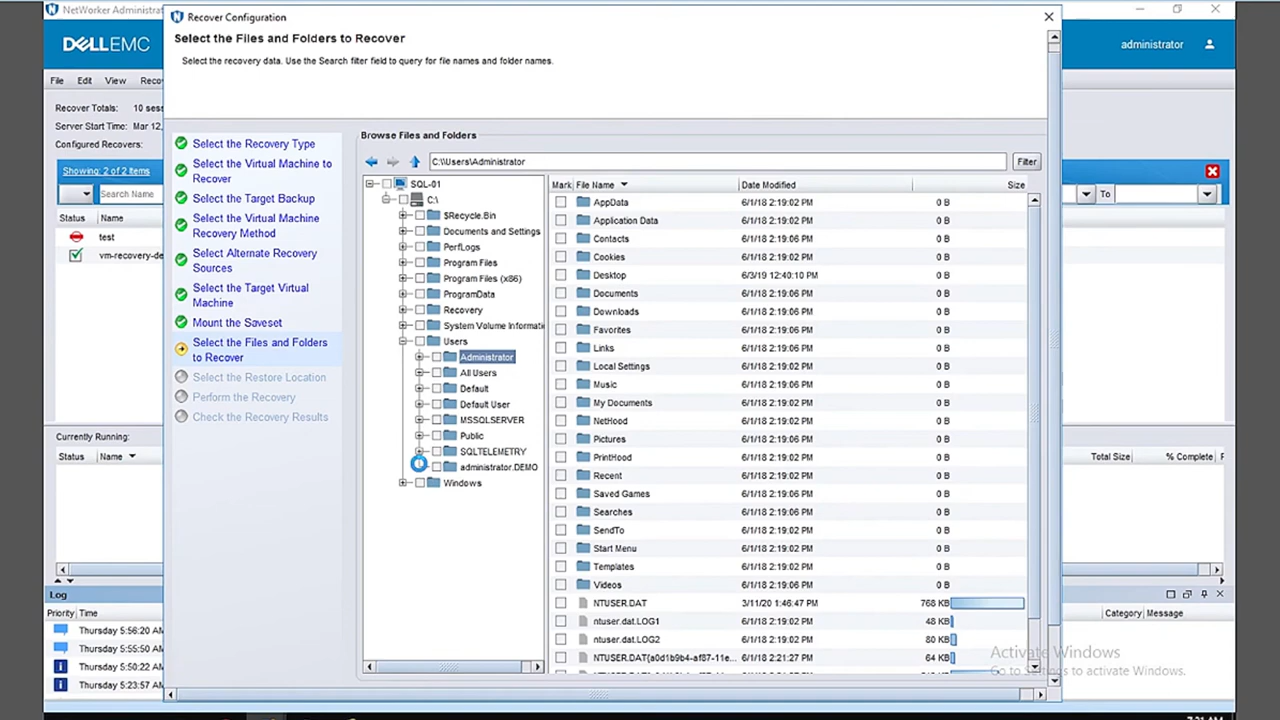 NetWorker Administrat
DELLEMC
administrator
File Edit View Reco
Recover Totals: 10 sess
Server Start Time: Mar 12,
Configured Recovers:
Showing: 2 of 2 items
Search Name
To
Status Name
test
vm-recovery-de
Currently Running:
Status Name
Total Size % Complete
Log
Priority Time
Category Message
Thursday 5:56:20 AM
Thursday 5:55:50 AM
Thursday 5:50:22 AM
Thursday 5:23:57 AM
Recover Configuration
Select the Files and Folders to Recover
Select the recovery data. Use the Search filter field to query for file names and folder names.
Select the Recovery Type
Select the Virtual Machine to
Recover
Select the Target Backup
Select the Virtual Machine
Recovery Method
Select Alternate Recovery
Sources
Select the Target Virtual
Machine
Mount the Saveset
Select the Files and Folders
to Recover
Select the Restore Location
Perform the Recovery
Check the Recovery Results
Browse Files and Folders
C:\\Users\Administrator
Filter
SQL-01
C:\
$Recycle.Bin
Documents and Settings
PerfLogs
Program Files
Program Files (x86)
ProgramData
Recovery
System Volume Informati
Users
Administrator
All Users
Default
Default User
MSSQLSERVER
Public
SQLTELEMETRY
administrator.DEMO
Windows
Mark File Name Date Modified Size
AppData 6/1/18 2:19:02 PM 0 B
Application Data 6/1/18 2:19:02 PM 0 B
Contacts 6/1/18 2:19:06 PM 0 B
Cookies 6/1/18 2:19:02 PM 0 B
Desktop 6/3/19 12:40:10 PM 0 B
Documents 6/1/18 2:19:06 PM 0 B
Downloads 6/1/18 2:19:06 PM 0 B
Favorites 6/1/18 2:19:06 PM 0 B
Links 6/1/18 2:19:06 PM 0 B
Local Settings 6/1/18 2:19:02 PM 0 B
Music 6/1/18 2:19:06 PM 0 B
My Documents 6/1/18 2:19:02 PM 0 B
NetHood 6/1/18 2:19:02 PM 0 B
Pictures 6/1/18 2:19:06 PM 0 B
PrintHood 6/1/18 2:19:02 PM 0 B
Recent 6/1/18 2:19:02 PM 0 B
Saved Games 6/1/18 2:19:06 PM 0 B
Searches 6/1/18 2:19:06 PM 0 B
SendTo 6/1/18 2:19:02 PM 0 B
Start Menu 6/1/18 2:19:02 PM 0 B
Templates 6/1/18 2:19:02 PM 0 B
Videos 6/1/18 2:19:06 PM 0 B
NTUSER.DAT 3/11/20 1:46:47 PM 768 KB
ntuser.dat.LOG1 6/1/18 2:19:02 PM 48 KB
ntuser.dat.LOG2 6/1/18 2:19:02 PM 80 KB
NTUSER.DAT{a0d1b9b4-af87-11e... 6/1/18 2:21:27 PM 64 KB
Activate Windows
Go to Settings to activate Windows.